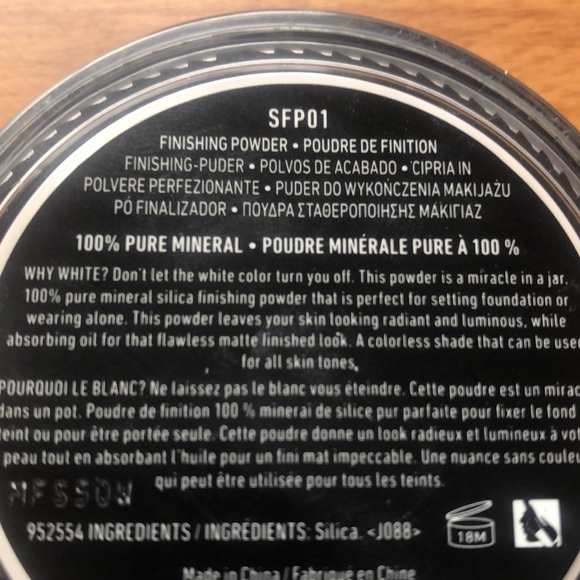 SFP01
FINISHING POWDER • POUDRE DE FINITION
FINISHING-PUDER • POLVOS DE ACABADO • CIPRIA IN
POLVERE PERFEZIONANTE • PUDER DO WYKOŃCZENIA MAKIJAŻU
PÓ FINALIZADOR • ΠΟΥΔΡΑ ΣΤΑΘΕΡΟΠΟΙΗΣΗΣ ΜΑΚΙΓΙΑΖ
100% PURE MINERAL • POUDRE MINÉRALE PURE À 100 %
WHY WHITE? Don't let the white color turn you off. This powder is a miracle in a jar.
100% pure mineral silica finishing powder that is perfect for setting foundation or
wearing alone. This powder leaves your skin looking radiant and luminous, while
absorbing oil for that flawless matte finished look. A colorless shade that can be used
for all skin tones.
POURQUOI LE BLANC? Ne laissez pas le blanc vous éteindre. Cette poudre est un mirac
dans un pot. Poudre de finition 100 % minerai de silice pur parfaite pour fixer le fond
teint ou pour être portée seule. Cette poudre donne un look radieux et lumineux à vot
peau tout en absorbant l'huile pour un fini mat impeccable. Une nuance sans couleu
qui peut être utilisée pour tous les teints.
952554 INGREDIENTS / INGRÉDIENTS: Silica. <J088>
18M
Made in China / Fabriqué en Chine